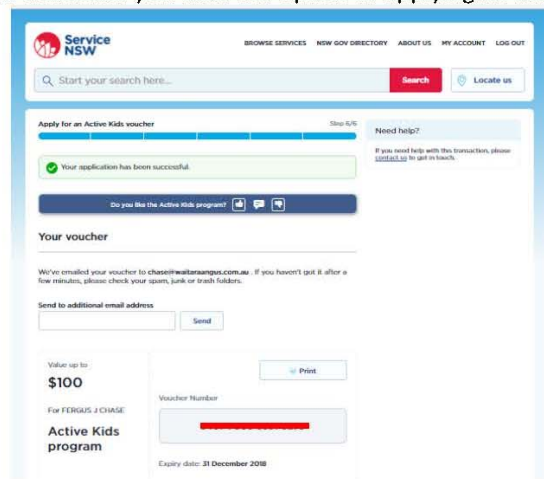 Service
NSW
BROWSE SERVICES NSW GOV DIRECTORY ABOUT US MY ACCOUNT LOG OUT
Start your search here...
Search
Locate us
Apply for an Active Kids voucher
Step 6/6
Need help?
If you need help with this transaction, please
contact us to get in touch.
Your application has been successful.
Do you like the Active Kids program?
Your voucher
We've emailed your voucher to chase@waitaraangus.com.au . If you haven't got it after a
few minutes, please check your spam, junk or trash folders.
Send to additional email address
Send
Value up to
$100
For FERGUS J CHASE
Active Kids
program
Print
Voucher Number
Expiry date: 31 December 2018